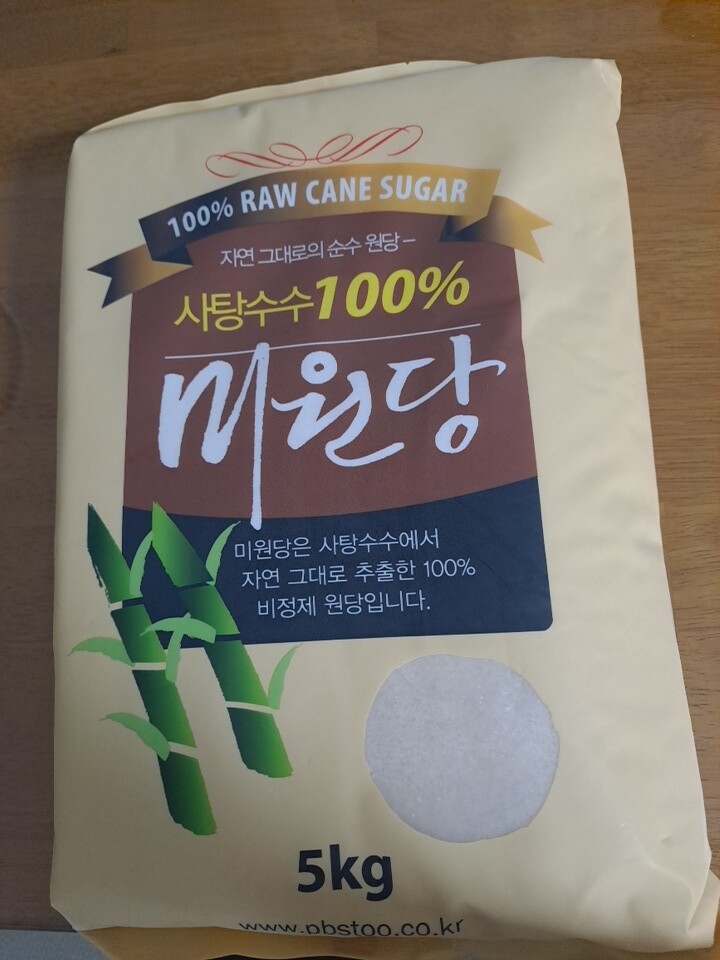 100% RAW CANE SUGAR
자연 그대로의 순수 원당 –
사탕수수100%
미원당
미원당은 사탕수수에서
자연 그대로 추출한 100%
비정제 원당입니다.
5kg
www.pbstoo.co.kr